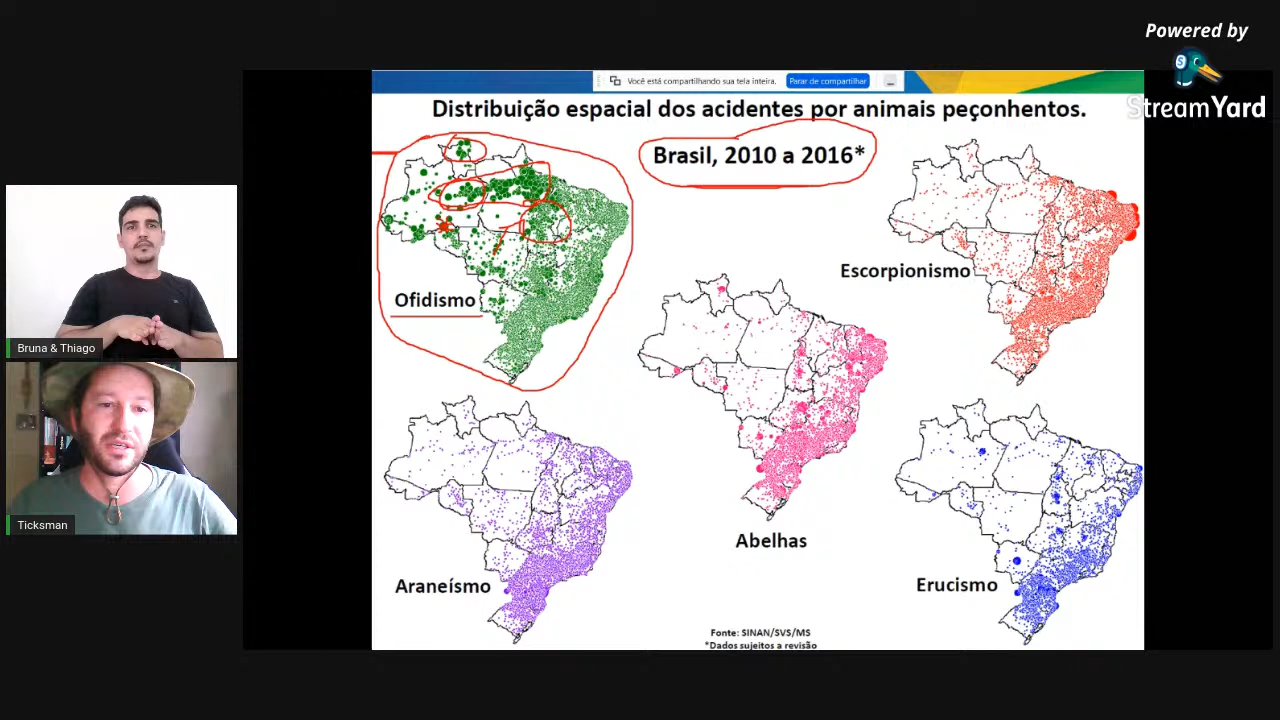 Powered by
StreamYard
Você está compartilhando sua tela inteira.
Parar de compartilhar
Distribuição espacial dos acidentes por animais peçonhentos.
Brasil, 2010 a 2016*
Escorpionismo
Ofidismo
Bruna & Thiago
Ticksman
Abelhas
Araneísmo
Erucismo
Fonte: SINAN/SVS/MS
*Dados sujeitos a revisão